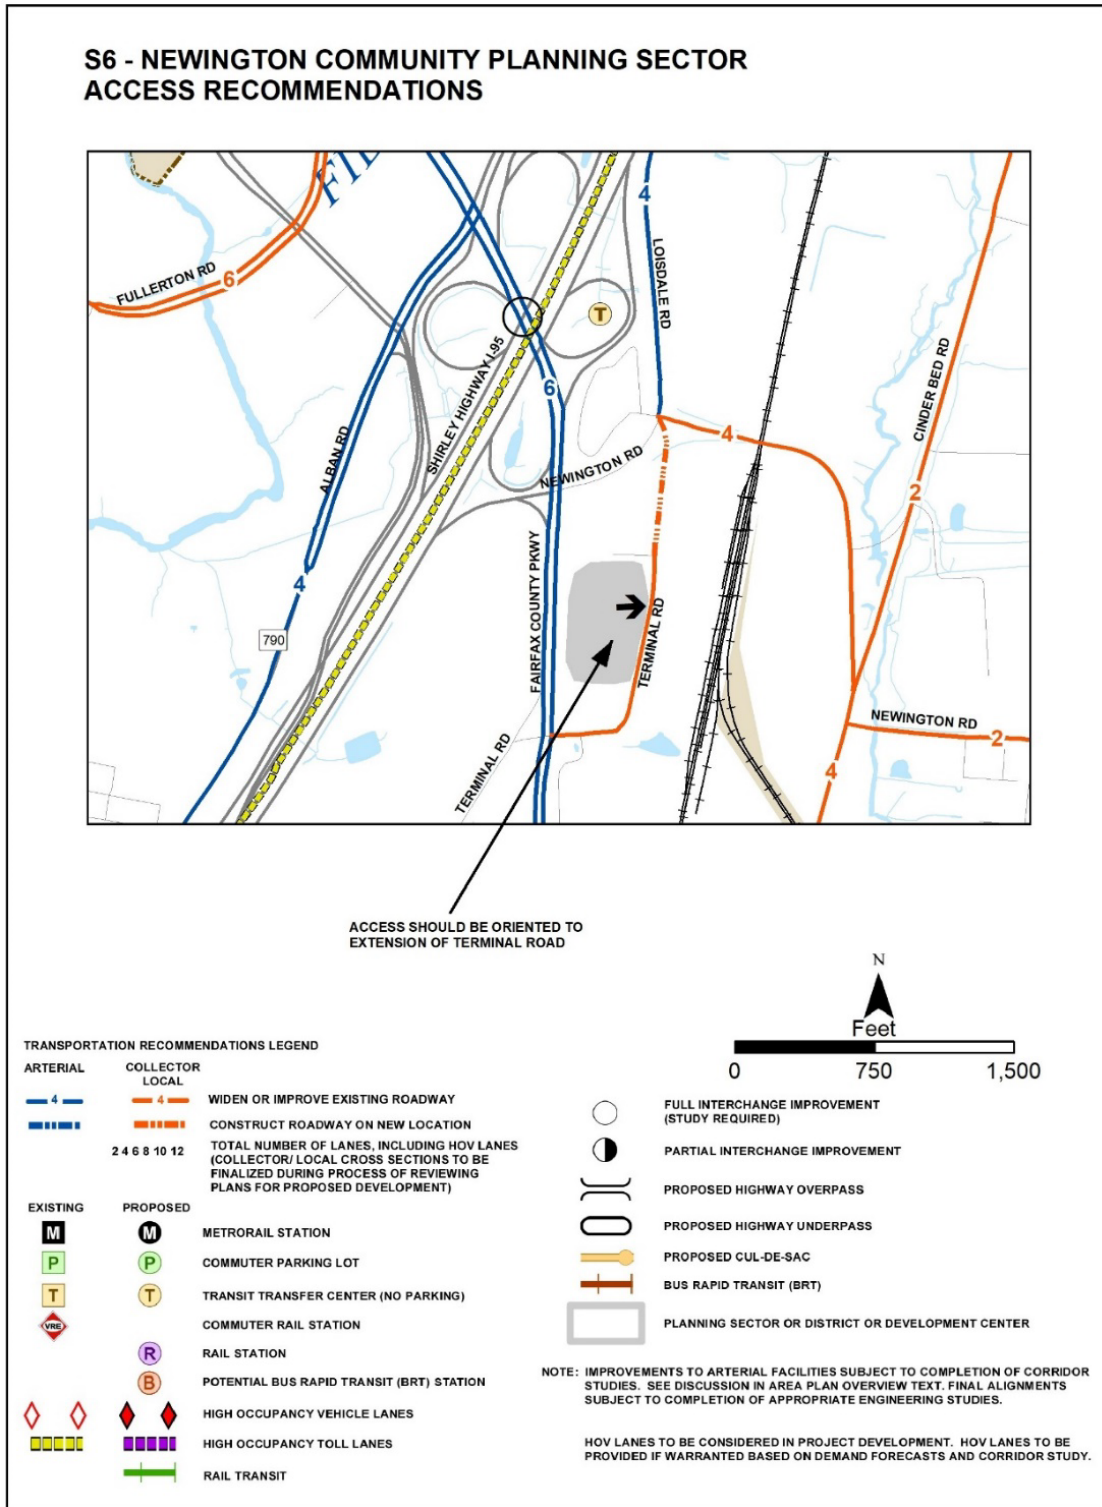 S6 - NEWINGTON COMMUNITY PLANNING SECTOR
ACCESS RECOMMENDATIONS
4
FULLERTON RD
6
LOISDALE RD
T
SHIRLEY HIGHWAY I-95
CINDER BED RD
6
ALBAN RD
4
NEWINGTON RD
2
4
790
FAIRFAX COUNTY PKWY
TERMINAL RD
NEWINGTON RD
2
TERMINAL RD
4
ACCESS SHOULD BE ORIENTED TO
EXTENSION OF TERMINAL ROAD
N
Feet
0 750 1,500
TRANSPORTATION RECOMMENDATIONS LEGEND
ARTERIAL COLLECTOR
LOCAL
4 4 WIDEN OR IMPROVE EXISTING ROADWAY
CONSTRUCT ROADWAY ON NEW LOCATION
2 4 6 8 10 12 TOTAL NUMBER OF LANES, INCLUDING HOV LANES
(COLLECTOR/ LOCAL CROSS SECTIONS TO BE
FINALIZED DURING PROCESS OF REVIEWING
PLANS FOR PROPOSED DEVELOPMENT)
EXISTING PROPOSED
M M METRORAIL STATION
P P COMMUTER PARKING LOT
T T TRANSIT TRANSFER CENTER (NO PARKING)
VRE COMMUTER RAIL STATION
R RAIL STATION
B POTENTIAL BUS RAPID TRANSIT (BRT) STATION
HIGH OCCUPANCY VEHICLE LANES
HIGH OCCUPANCY TOLL LANES
RAIL TRANSIT
FULL INTERCHANGE IMPROVEMENT
(STUDY REQUIRED)
PARTIAL INTERCHANGE IMPROVEMENT
PROPOSED HIGHWAY OVERPASS
PROPOSED HIGHWAY UNDERPASS
PROPOSED CUL-DE-SAC
BUS RAPID TRANSIT (BRT)
PLANNING SECTOR OR DISTRICT OR DEVELOPMENT CENTER
NOTE: IMPROVEMENTS TO ARTERIAL FACILITIES SUBJECT TO COMPLETION OF CORRIDOR
STUDIES. SEE DISCUSSION IN AREA PLAN OVERVIEW TEXT. FINAL ALIGNMENTS
SUBJECT TO COMPLETION OF APPROPRIATE ENGINEERING STUDIES.
HOV LANES TO BE CONSIDERED IN PROJECT DEVELOPMENT. HOV LANES TO BE
PROVIDED IF WARRANTED BASED ON DEMAND FORECASTS AND CORRIDOR STUDY.